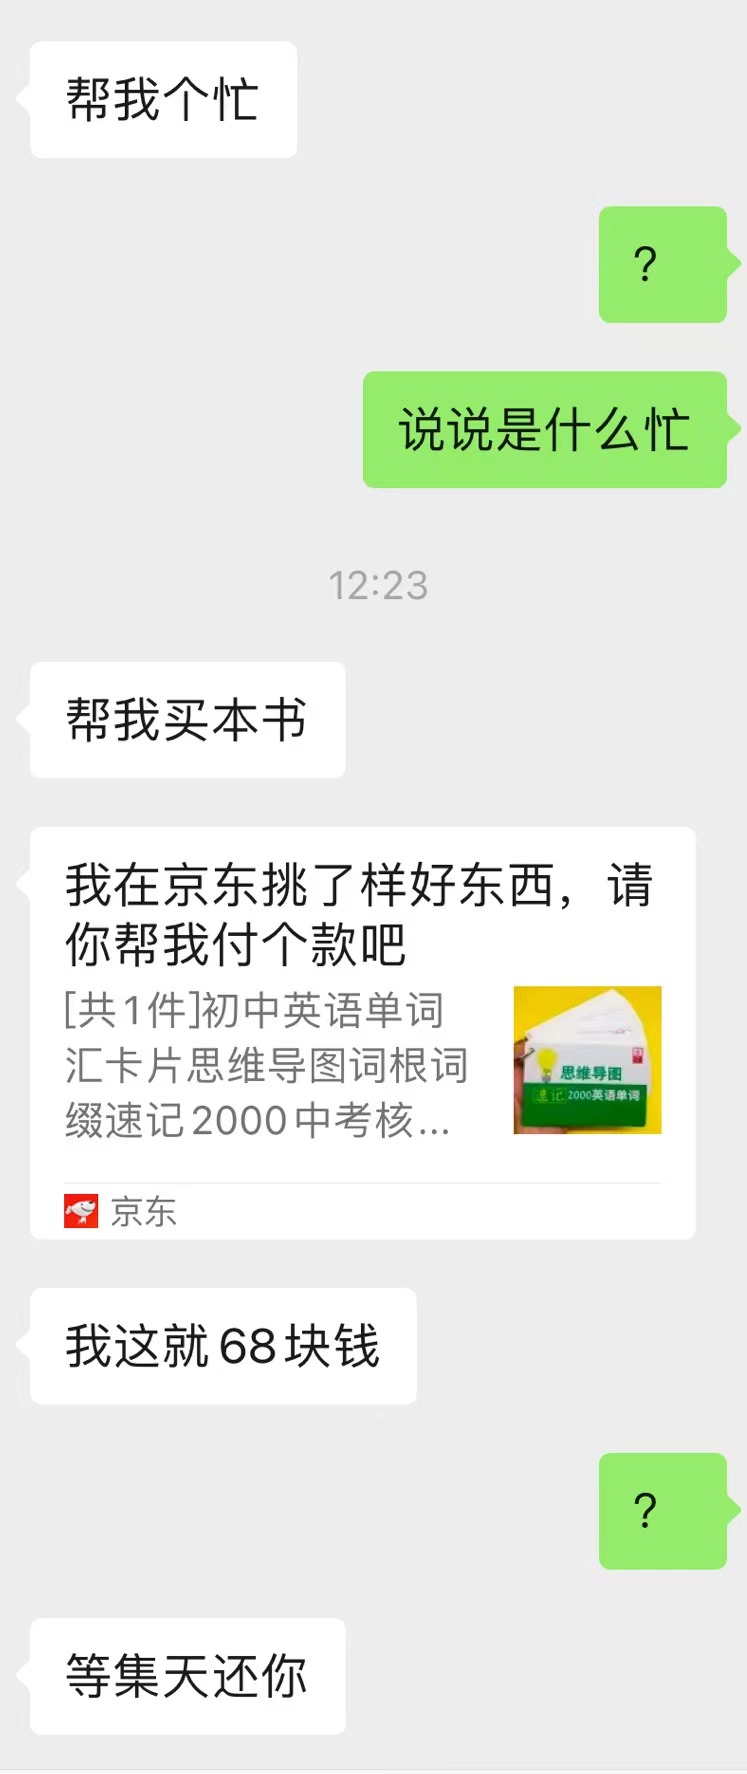 帮我个忙
？
说说是什么忙
12:23
帮我买本书
我在京东挑了样好东西，请
你帮我付个款吧
[共1件]初中英语单词
汇卡片思维导图词根词
缀速记2000中考核...
思维导图
速记2000英语单词
京东
我这就68块钱
？
等集天还你